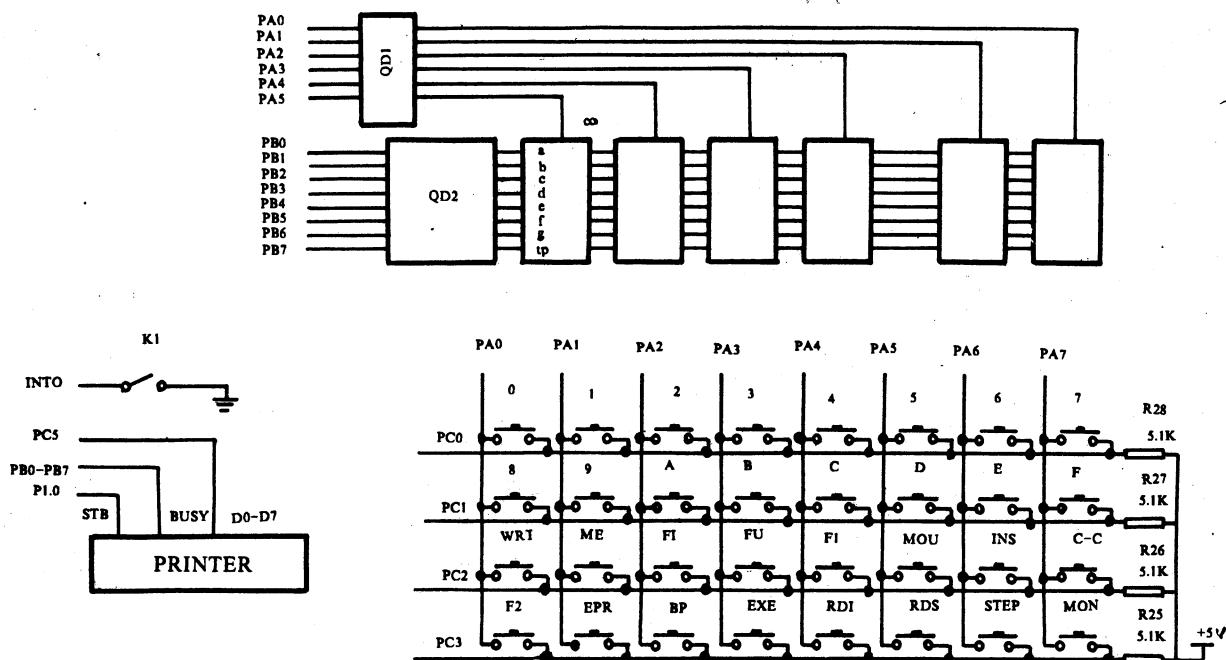 PA0
PA1
PA2
PA3
PA4
PA5
QD1
8
PB0
PB1
PB2
PB3
PB4
PB5
PB6
PB7
QD2
a
b
c
d
e
f
g
tp
K1
INTO
PC5
PB0-PB7
P1.0
STB
BUSY
D0-D7
PRINTER
PA0 PA1 PA2 PA3 PA4 PA5 PA6 PA7
0 1 2 3 4 5 6 7
PC0
R28
5.1K
8 9 A B C D E F
PC1
R27
5.1K
WRI ME FI FU F1 MOU INS C-C
PC2
R26
5.1K
F2 EPR BP EXE RDI RDS STEP MON
PC3
R25
5.1K
+5V